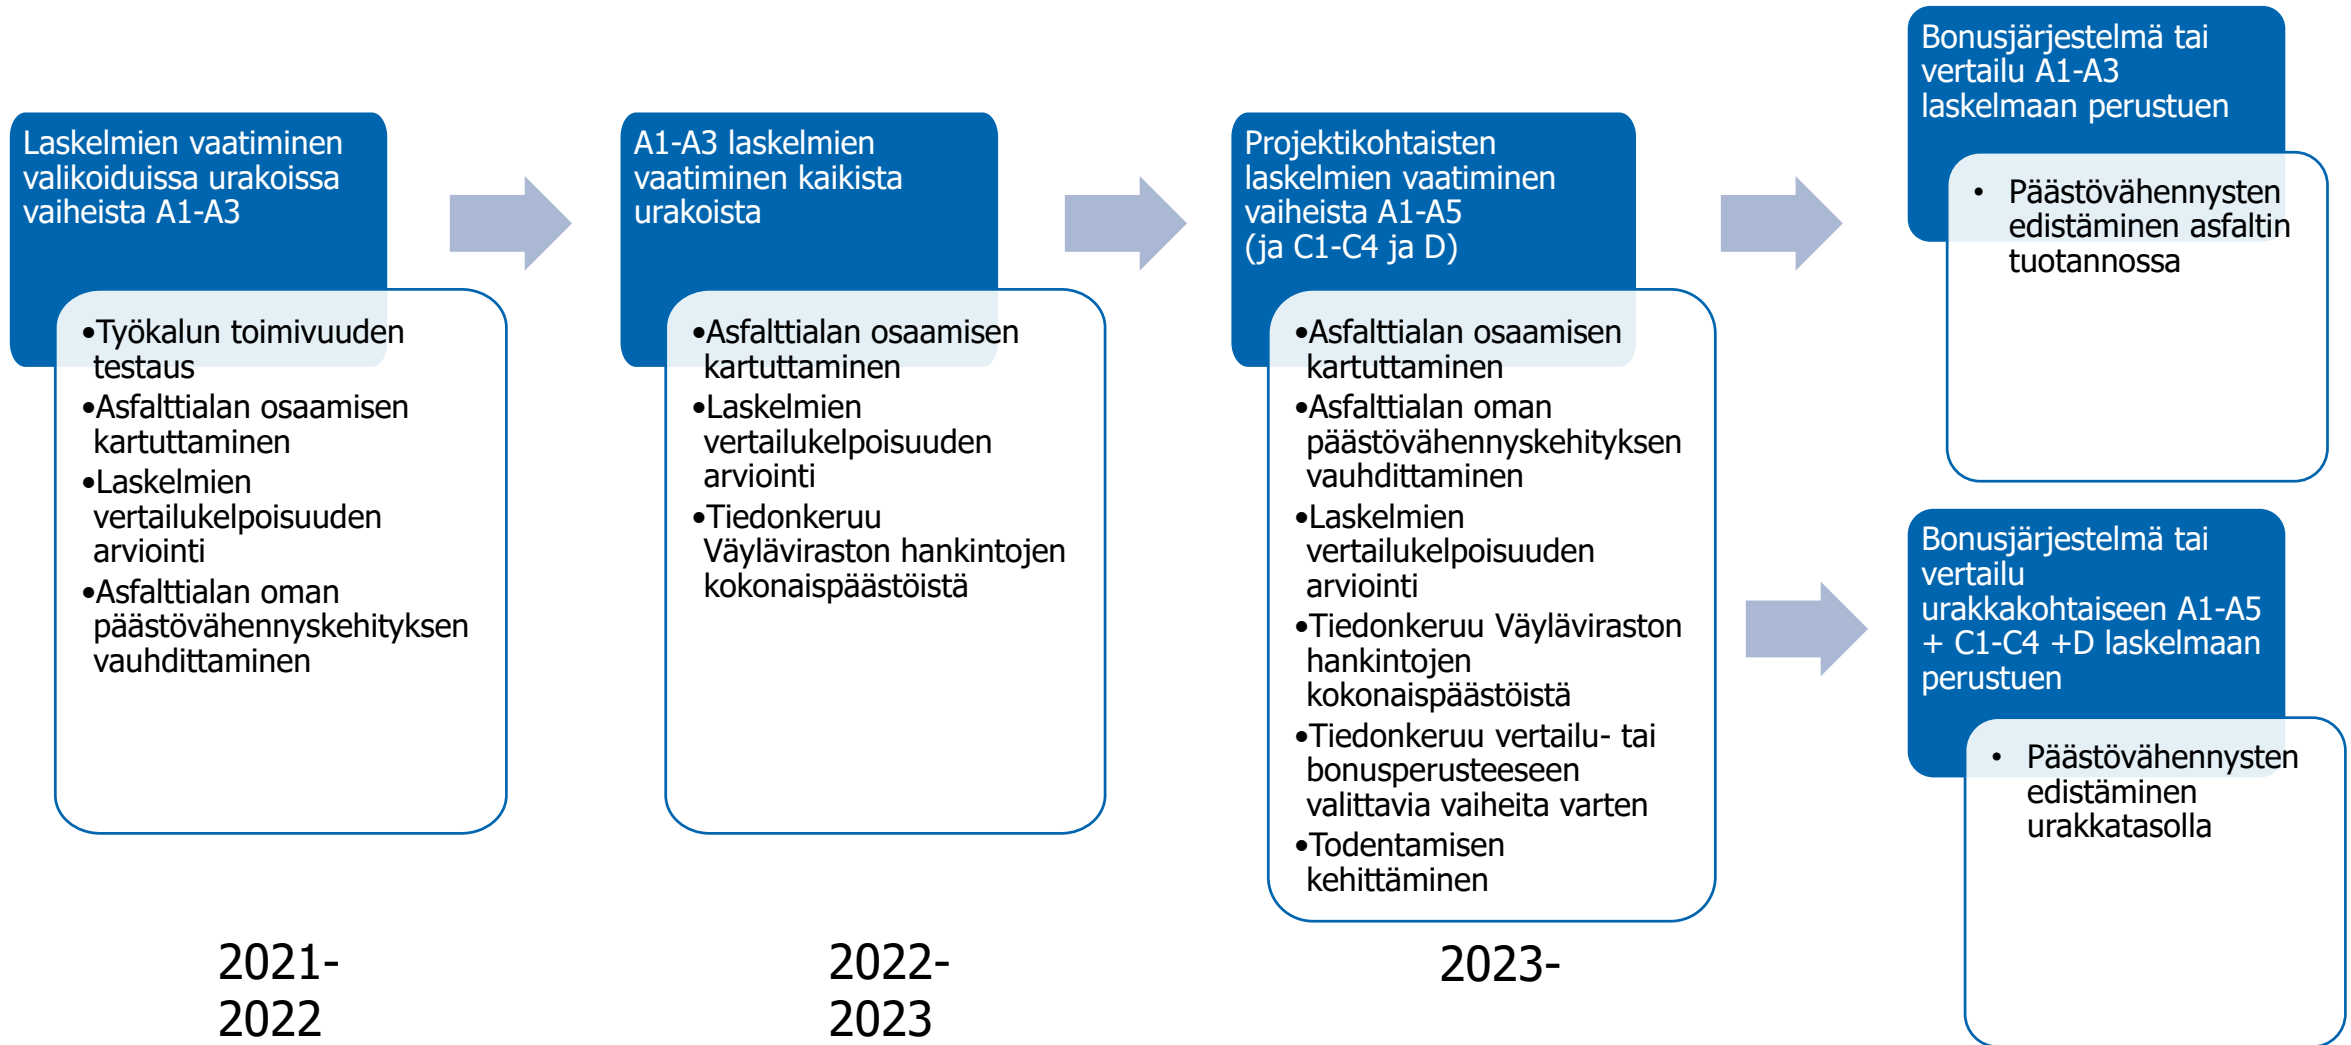 Laskelmien vaatiminen
valikoiduissa urakoissa
vaiheista A1-A3
•Työkalun toimivuuden
testaus
•Asfalttialan osaamisen
kartuttaminen
•Laskelmien
vertailukelpoisuuden
arviointi
•Asfalttialan oman
päästövähennyskehityksen
vauhdittaminen
2021-
2022
A1-A3 laskelmien
vaatiminen kaikista
urakoista
•Asfalttialan osaamisen
kartuttaminen
•Laskelmien
vertailukelpoisuuden
arviointi
•Tiedonkeruu
Väyläviraston hankintojen
kokonaispäästöistä
2022-
2023
Projektikohtaisten
laskelmien vaatiminen
vaiheista A1-A5
(ja C1-C4 ja D)
•Asfalttialan osaamisen
kartuttaminen
•Asfalttialan oman
päästövähennyskehityksen
vauhdittaminen
•Laskelmien
vertailukelpoisuuden
arviointi
•Tiedonkeruu Väyläviraston
hankintojen
kokonaispäästöistä
•Tiedonkeruu vertailu- tai
bonusperusteeseen
valittavia vaiheita varten
•Todentamisen
kehittäminen
2023-
Bonusjärjestelmä tai
vertailu A1-A3
laskelmaan perustuen
• Päästövähennysten
edistäminen asfaltin
tuotannossa
Bonusjärjestelmä tai
vertailu
urakkakohtaiseen A1-A5
+ C1-C4 +D laskelmaan
perustuen
• Päästövähennysten
edistäminen
urakkatasolla